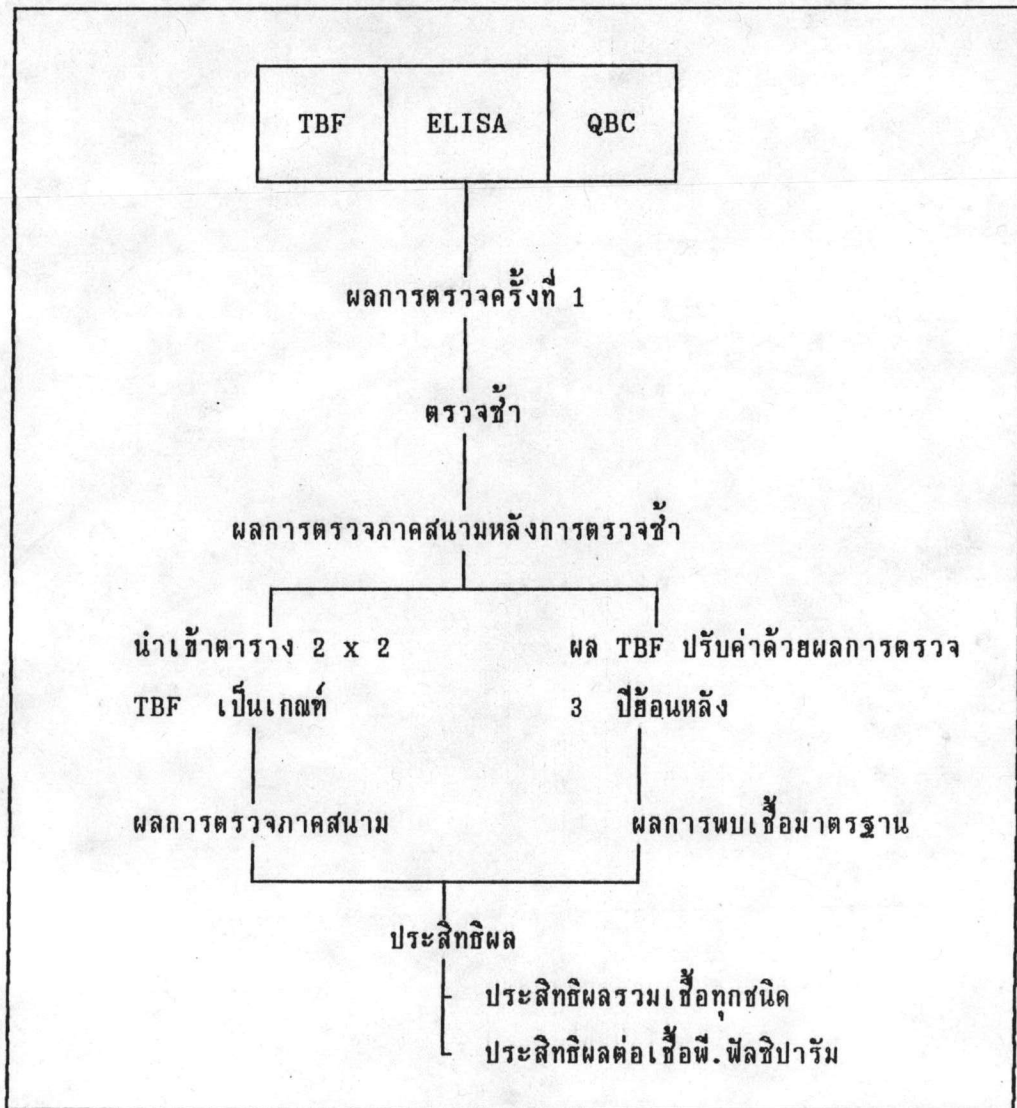 TBF ELISA QBC
ผลการตรวจครั้งที่ 1
ตรวจซ้ำ
ผลการตรวจภาคสนามหลังการตรวจซ้ำ
นำเข้าตาราง 2 x 2
TBF เป็นเกณฑ์
ผล TBF ปรับค่าด้วยผลการตรวจ
3 ปีย้อนหลัง
ผลการตรวจภาคสนาม
ผลการพบเชื้อมาตรฐาน
ประสิทธิผล
ประสิทธิผลรวมเชื้อทุกชนิด
ประสิทธิผลต่อเชื้อพี.ฟัลซิปารัม